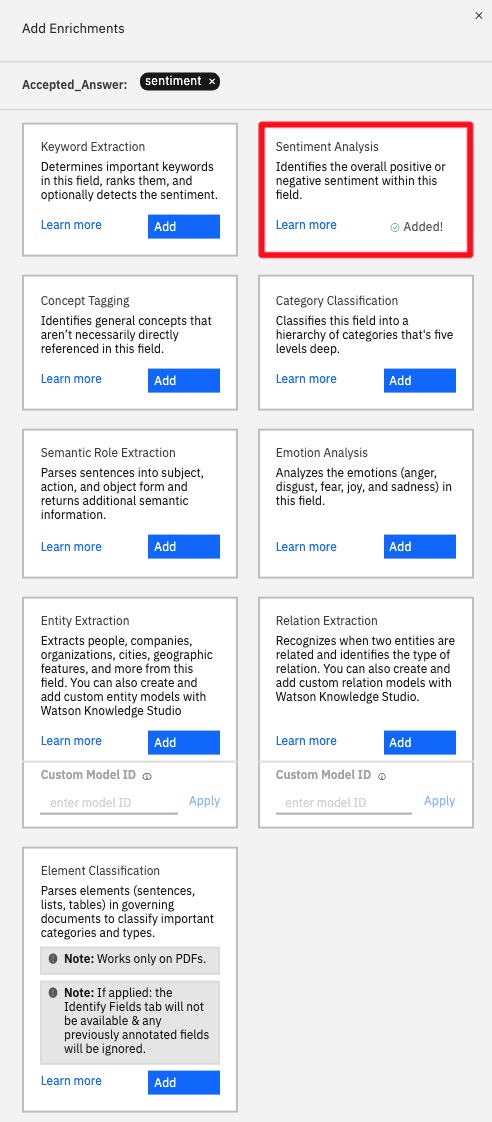 Add Enrichments
×
Accepted_Answer: sentiment ×
Keyword Extraction
Determines important keywords
in this field, ranks them, and
optionally detects the sentiment.
Learn more Add
Sentiment Analysis
Identifies the overall positive or
negative sentiment within this
field.
Learn more Added!
Concept Tagging
Identifies general concepts that
aren't necessarily directly
referenced in this field.
Learn more Add
Category Classification
Classifies this field into a
hierarchy of categories that's five
levels deep.
Learn more Add
Semantic Role Extraction
Parses sentences into subject,
action, and object form and
returns additional semantic
information.
Learn more Add
Emotion Analysis
Analyzes the emotions (anger,
disgust, fear, joy, and sadness) in
this field.
Learn more Add
Entity Extraction
Extracts people, companies,
organizations, cities, geographic
features, and more from this
field. You can also create and
add custom entity models with
Watson Knowledge Studio
Learn more Add
Custom Model ID
enter model ID Apply
Relation Extraction
Recognizes when two entities are
related and identifies the type of
relation. You can also create and
add custom relation models with
Watson Knowledge Studio.
Learn more Add
Custom Model ID
enter model ID Apply
Element Classification
Parses elements (sentences,
lists, tables) in governing
documents to classify important
categories and types.
Note: Works only on PDFs.
Note: If applied: the
Identify Fields tab will not
be available & any
previously annotated fields
will be ignored.
Learn more Add